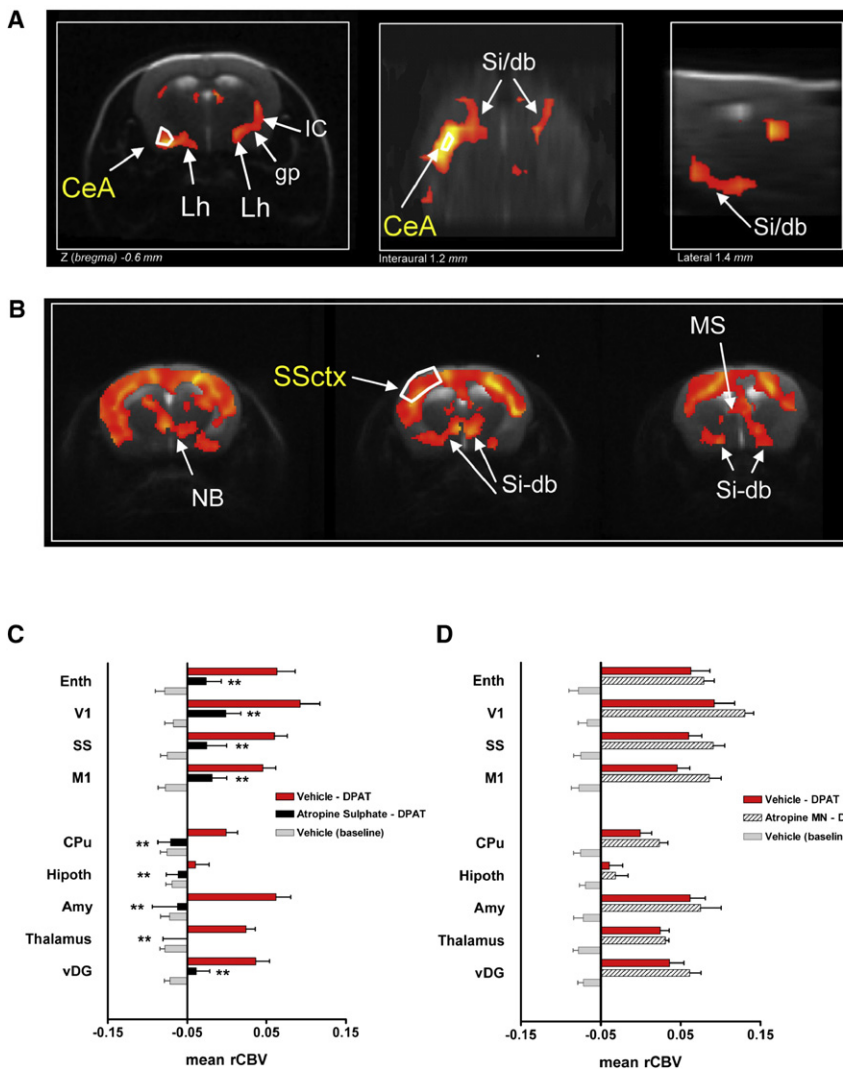 A
CeA
Lh
Lh
gp
IC
Z (bregma) -0.6 mm
Si/db
CeA
Interaural 1.2 mm
Si/db
Lateral 1.4 mm
B
NB
SSctx
Si-db
MS
Si-db
C
Enth
**
V1
**
SS
**
M1
**
Vehicle - DPAT
Atropine Sulphate - DPAT
Vehicle (baseline)
CPu
**
Hipoth
**
Amy
**
Thalamus
**
vDG
**
-0.15
-0.05
0.05
0.15
mean rCBV
D
Enth
V1
SS
M1
Vehicle - DPAT
Atropine MN - D
Vehicle (baselin
CPu
Hipoth
Amy
Thalamus
vDG
-0.15
-0.05
0.05
0.15
mean rCBV